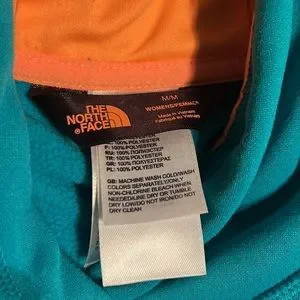 THE
NORTH
FACE
M/M
WOMENS/FEMMES
Made in Vietnam
Fabriqué au Vietnam
F: 100% POLYESTER
RU: 100% ПОЛИЭСТЕР
TR: 100% POLYESTER
GR: 100% ΠΟΛΥΕΣΤΕΡΑΣ
PL: 100% POLYESTER
GB: MACHINE WASH COLD/WASH
COLORS SEPARATELY/ONLY
NON-CHLORINE BLEACH WHEN
NEEDED/LINE DRY OR TUMBLE
DRY LOW/DO NOT IRON/DO NOT
DRY CLEAN